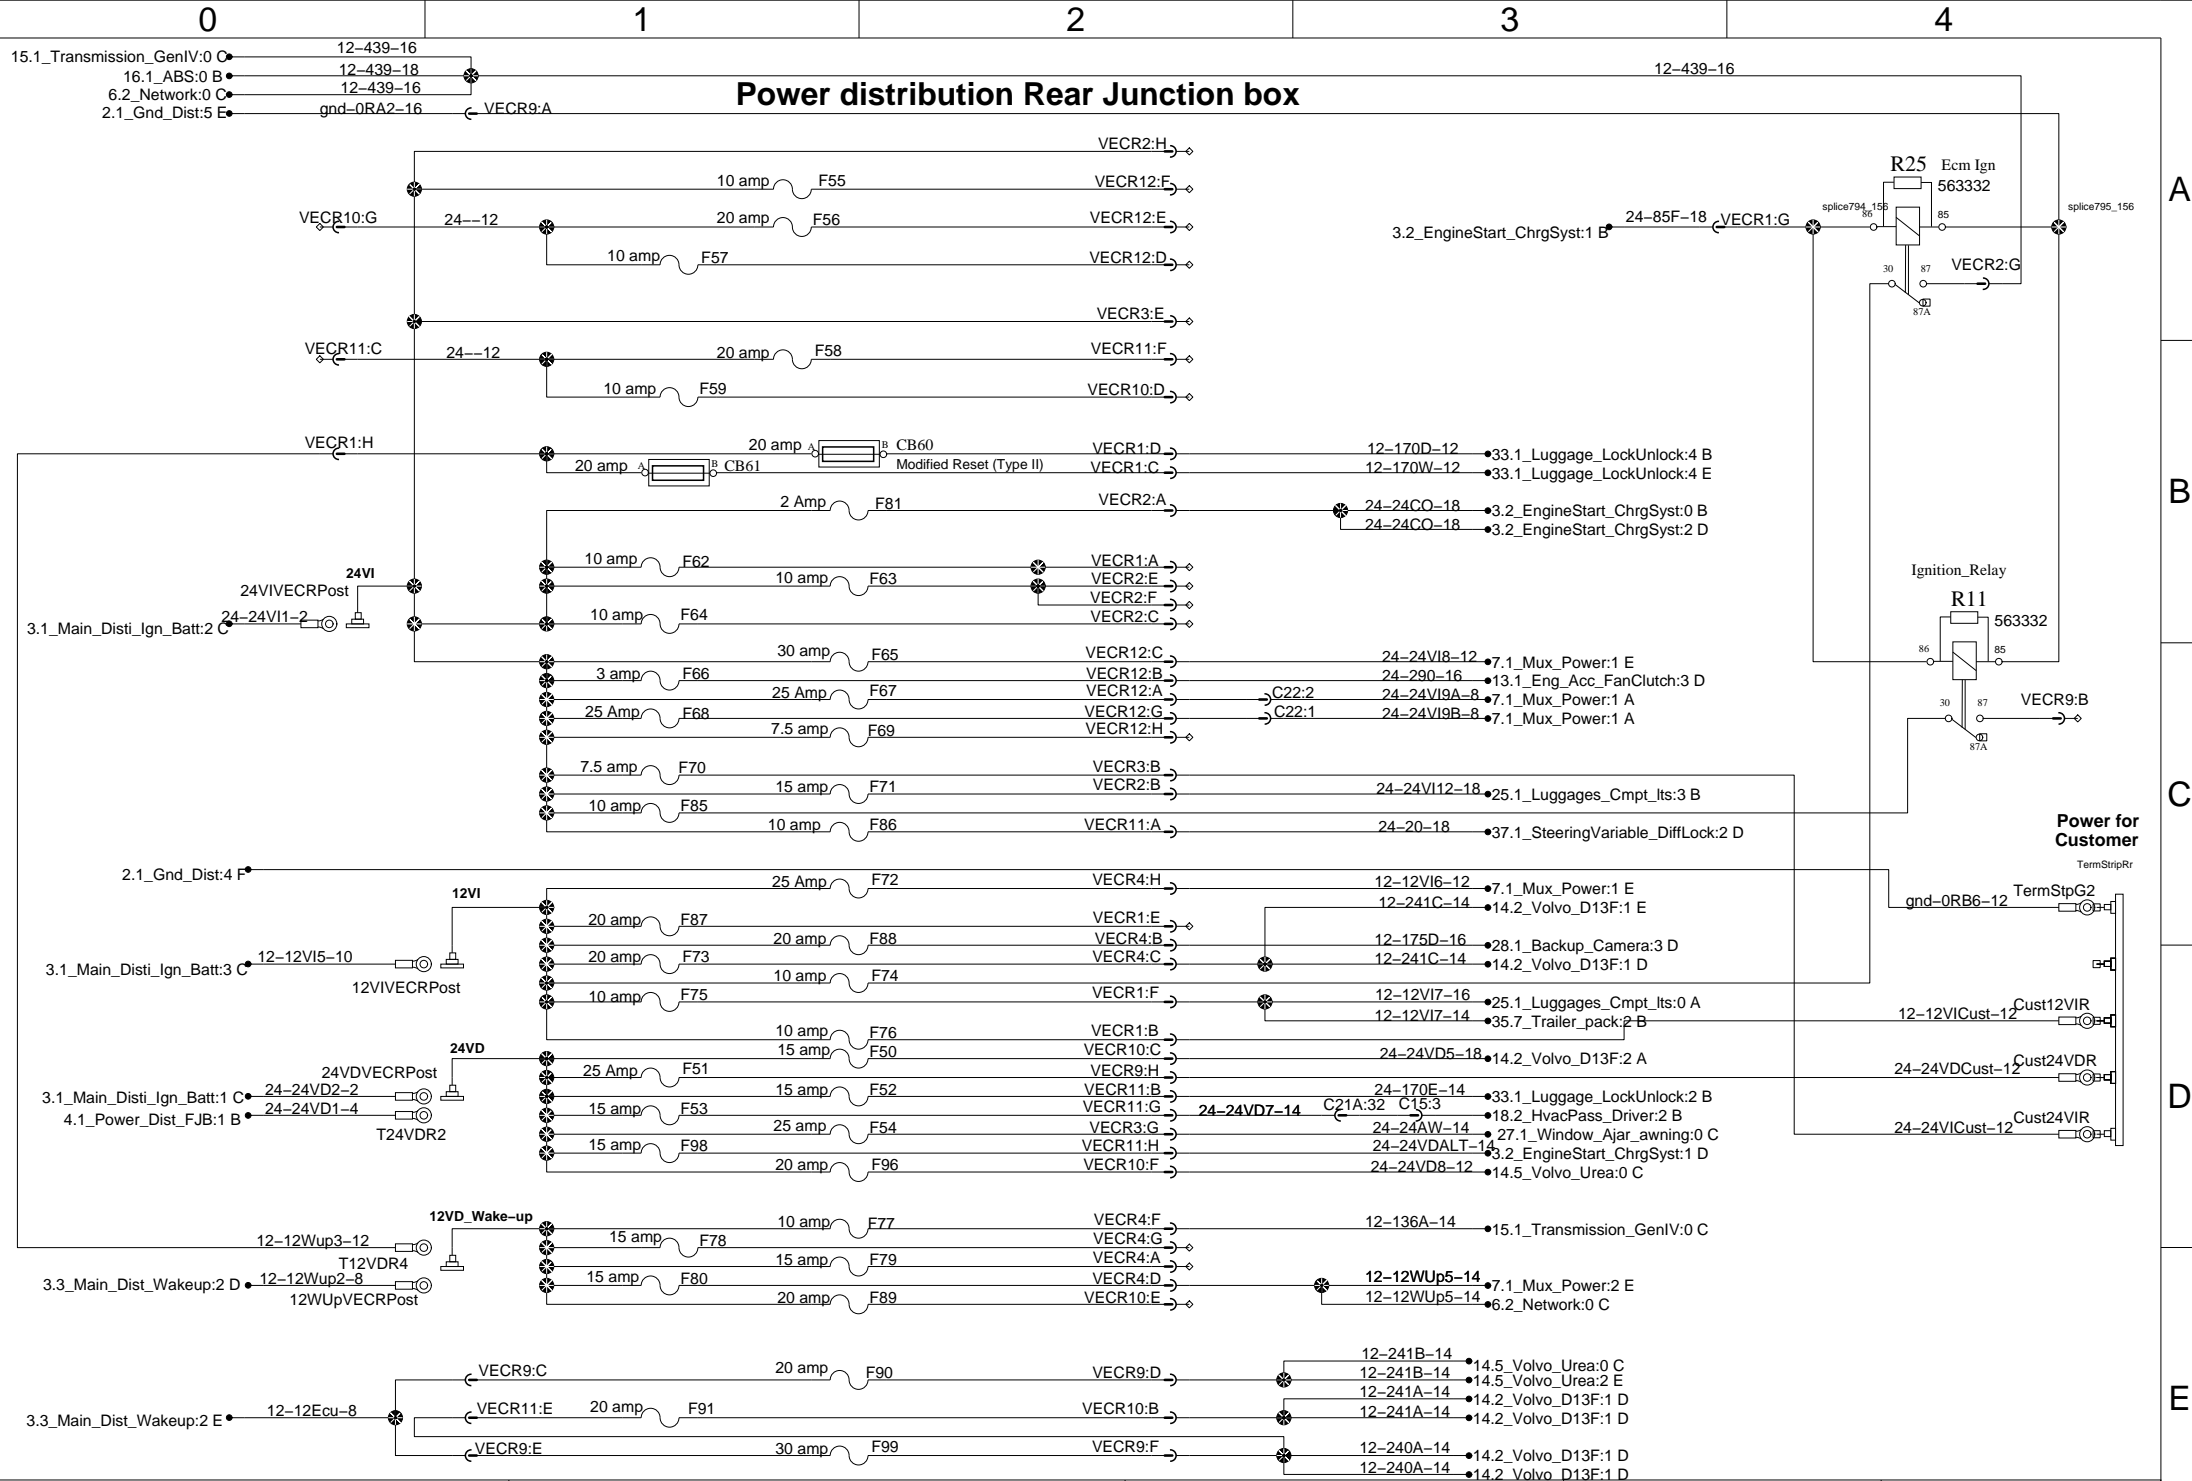 0 1 2 3 4
15.1_Transmission_GenIV:0 C 12-439-16
16.1_ABS:0 B 12-439-18 12-439-16
6.2_Network:0 C 12-439-16
Power distribution Rear Junction box
2.1_Gnd_Dist:5 E gnd-0RA2-16 VECR9:A
VECR2:H
R25 Ecm Ign
563332
10 amp F55 VECR12:F
A
VECR10:G 24--12 20 amp F56 VECR12:E
3.2_EngineStart_ChrgSyst:1 B 24-85F-18 VECR1:G splice794_156 86 85 splice795_156
10 amp F57 VECR12:D
30 87 VECR2:G
87A
VECR3:E
VECR11:C 24--12 20 amp F58 VECR11:F
10 amp F59 VECR10:D
VECR1:H 20 amp A B CB60 VECR1:D 12-170D-12 33.1_Luggage_LockUnlock:4 B
20 amp A B CB61 Modified Reset (Type II) VECR1:C 12-170W-12 33.1_Luggage_LockUnlock:4 E
B
2 Amp F81 VECR2:A 24-24CO-18 3.2_EngineStart_ChrgSyst:0 B
24-24CO-18 3.2_EngineStart_ChrgSyst:2 D
10 amp F62 VECR1:A
Ignition_Relay
24VI
24VIVECRPost 10 amp F63 VECR2:E
VECR2:F
R11
563332
3.1_Main_Disti_Ign_Batt:2 C 24-24VI1-2 10 amp F64 VECR2:C
30 amp F65 VECR12:C 24-24VI8-12 7.1_Mux_Power:1 E
86 85
3 amp F66 VECR12:B 24-290-16 13.1_Eng_Acc_FanClutch:3 D
25 Amp F67 VECR12:A C22:2 24-24VI9A-8 7.1_Mux_Power:1 A
25 Amp F68 VECR12:G C22:1 24-24VI9B-8 7.1_Mux_Power:1 A
30 87 VECR9:B
87A
7.5 amp F69 VECR12:H
7.5 amp F70 VECR3:B
15 amp F71 VECR2:B 24-24VI12-18 25.1_Luggages_Cmpt_lts:3 B
C
10 amp F85
10 amp F86 VECR11:A 24-20-18 37.1_SteeringVariable_DiffLock:2 D
Power for
Customer
TermStripRr
2.1_Gnd_Dist:4 F
12VI
25 Amp F72 VECR4:H 12-12VI6-12 7.1_Mux_Power:1 E
gnd-0RB6-12 TermStpG2
12-241C-14 14.2_Volvo_D13F:1 E
20 amp F87 VECR1:E
20 amp F88 VECR4:B 12-175D-16 28.1_Backup_Camera:3 D
3.1_Main_Disti_Ign_Batt:3 C 12-12VI5-10 20 amp F73 VECR4:C 12-241C-14 14.2_Volvo_D13F:1 D
12VIVECRPost
10 amp F74
10 amp F75 VECR1:F 12-12VI7-16 25.1_Luggages_Cmpt_lts:0 A
12-12VI7-14 35.7_Trailer_pack:2 B 12-12VICust-12 Cust12VIR
10 amp F76 VECR1:B
24VD
15 amp F50 VECR10:C 24-24VD5-18 14.2_Volvo_D13F:2 A
24VDVECRPost
25 Amp F51 VECR9:H 24-24VDCust-12 Cust24VDR
3.1_Main_Disti_Ign_Batt:1 C 24-24VD2-2 15 amp F52 VECR11:B 24-170E-14 33.1_Luggage_LockUnlock:2 B
D
4.1_Power_Dist_FJB:1 B 24-24VD1-4 T24VDR2 15 amp F53 VECR11:G 24-24VD7-14 C21A:32 C15:3 18.2_HvacPass_Driver:2 B
25 amp F54 VECR3:G 24-24AW-14 27.1_Window_Ajar_awning:0 C 24-24VICust-12 Cust24VIR
15 amp F98 VECR11:H 24-24VDALT-14 3.2_EngineStart_ChrgSyst:1 D
20 amp F96 VECR10:F 24-24VD8-12 14.5_Volvo_Urea:0 C
12VD_Wake-up
10 amp F77 VECR4:F 12-136A-14 15.1_Transmission_GenIV:0 C
12-12Wup3-12 T12VDR4 15 amp F78 VECR4:G
15 amp F79 VECR4:A
3.3_Main_Dist_Wakeup:2 D 12-12Wup2-8 12WUpVECRPost 15 amp F80 VECR4:D 12-12WUp5-14 7.1_Mux_Power:2 E
20 amp F89 VECR10:E 12-12WUp5-14 6.2_Network:0 C
12-241B-14 14.5_Volvo_Urea:0 C
VECR9:C 20 amp F90 VECR9:D 12-241B-14 14.5_Volvo_Urea:2 E
12-241A-14 14.2_Volvo_D13F:1 D
E
3.3_Main_Dist_Wakeup:2 E 12-12Ecu-8 VECR11:E 20 amp F91 VECR10:B 12-241A-14 14.2_Volvo_D13F:1 D
VECR9:E 30 amp F99 VECR9:F 12-240A-14 14.2_Volvo_D13F:1 D
12-240A-14 14.2_Volvo_D13F:1 D